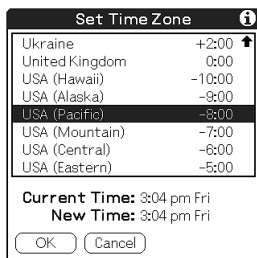 Set Time Zone
Ukraine +2:00
United Kingdom 0:00
USA (Hawaii) -10:00
USA (Alaska) -9:00
USA (Pacific) -8:00
USA (Mountain) -7:00
USA (Central) -6:00
USA (Eastern) -5:00
Current Time: 3:04 pm Fri
New Time: 3:04 pm Fri
OK Cancel